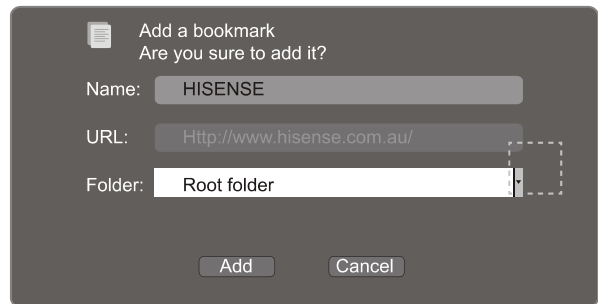 Add a bookmark
Are you sure to add it?
Name: HISENSE
URL: Http://www.hisense.com.au/
Folder: Root folder
Add Cancel